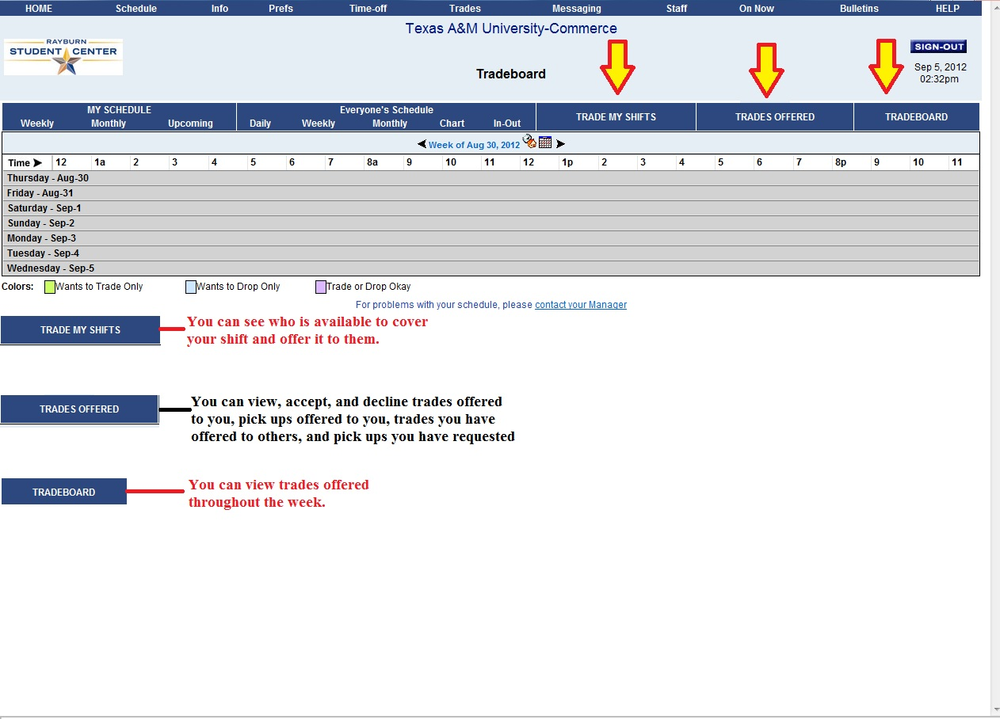 HOME Schedule Info Prefs Time-off Trades Messaging Staff On Now Bulletins HELP
Texas A&M University-Commerce
RAYBURN
STUDENT CENTER
Tradeboard
SIGN-OUT
Sep 5, 2012
02:32pm
MY SCHEDULE Everyone's Schedule
Weekly Monthly Upcoming Daily Weekly Monthly Chart In-Out
TRADE MY SHIFTS TRADES OFFERED TRADEBOARD
Week of Aug 30, 2012
Time 12 1a 2 3 4 5 6 7 8a 9 10 11 12 1p 2 3 4 5 6 7 8p 9 10 11
Thursday - Aug-30
Friday - Aug-31
Saturday - Sep-1
Sunday - Sep-2
Monday - Sep-3
Tuesday - Sep-4
Wednesday - Sep-5
Colors: Wants to Trade Only Wants to Drop Only Trade or Drop Okay
For problems with your schedule, please contact your Manager
TRADE MY SHIFTS
You can see who is available to cover
your shift and offer it to them.
TRADES OFFERED
You can view, accept, and decline trades offered
to you, pick ups offered to you, trades you have
offered to others, and pick ups you have requested
TRADEBOARD
You can view trades offered
throughout the week.